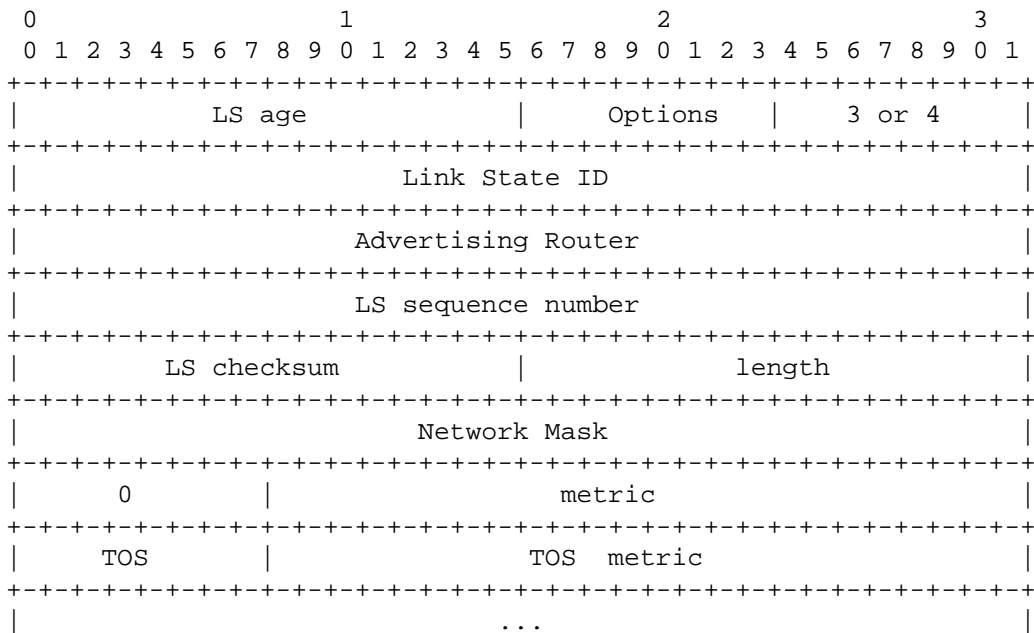 0                   1                   2                   3
 0 1 2 3 4 5 6 7 8 9 0 1 2 3 4 5 6 7 8 9 0 1 2 3 4 5 6 7 8 9 0 1
+-+-+-+-+-+-+-+-+-+-+-+-+-+-+-+-+-+-+-+-+-+-+-+-+-+-+-+-+-+-+-+-+
|            LS age             |     Options   |    3 or 4     |
+-+-+-+-+-+-+-+-+-+-+-+-+-+-+-+-+-+-+-+-+-+-+-+-+-+-+-+-+-+-+-+-+
|                        Link State ID                          |
+-+-+-+-+-+-+-+-+-+-+-+-+-+-+-+-+-+-+-+-+-+-+-+-+-+-+-+-+-+-+-+-+
|                     Advertising Router                        |
+-+-+-+-+-+-+-+-+-+-+-+-+-+-+-+-+-+-+-+-+-+-+-+-+-+-+-+-+-+-+-+-+
|                     LS sequence number                        |
+-+-+-+-+-+-+-+-+-+-+-+-+-+-+-+-+-+-+-+-+-+-+-+-+-+-+-+-+-+-+-+-+
|         LS checksum           |             length            |
+-+-+-+-+-+-+-+-+-+-+-+-+-+-+-+-+-+-+-+-+-+-+-+-+-+-+-+-+-+-+-+-+
|                         Network Mask                          |
+-+-+-+-+-+-+-+-+-+-+-+-+-+-+-+-+-+-+-+-+-+-+-+-+-+-+-+-+-+-+-+-+
|      0        |                  metric                       |
+-+-+-+-+-+-+-+-+-+-+-+-+-+-+-+-+-+-+-+-+-+-+-+-+-+-+-+-+-+-+-+-+
|     TOS       |                TOS  metric                    |
+-+-+-+-+-+-+-+-+-+-+-+-+-+-+-+-+-+-+-+-+-+-+-+-+-+-+-+-+-+-+-+-+
|                              ...                              |